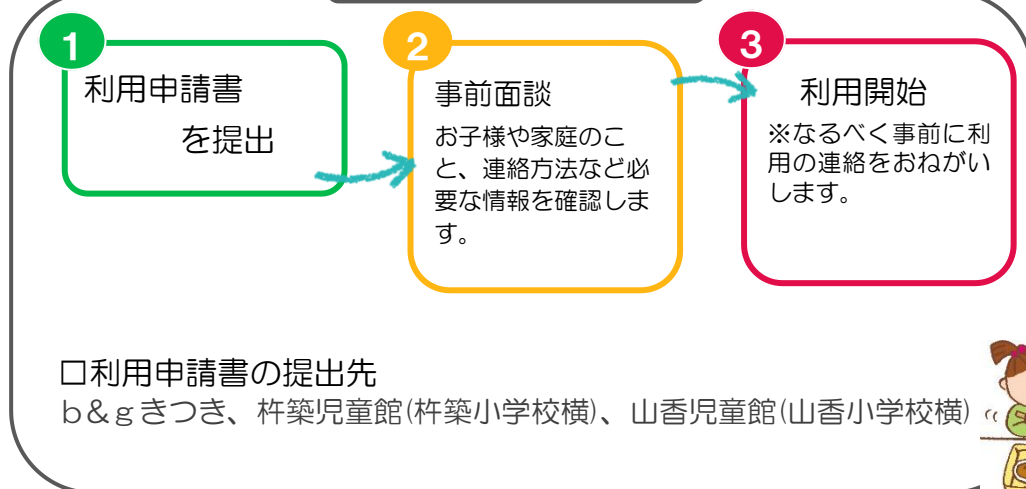 1
利用申請書
を提出
2
事前面談
お子様や家庭のこ
と、連絡方法など必
要な情報を確認しま
す。
3
利用開始
※なるべく事前に利
用の連絡をおねがい
します。
□利用申請書の提出先
ｂ&ｇきつき、杵築児童館(杵築小学校横)、山香児童館(山香小学校横)